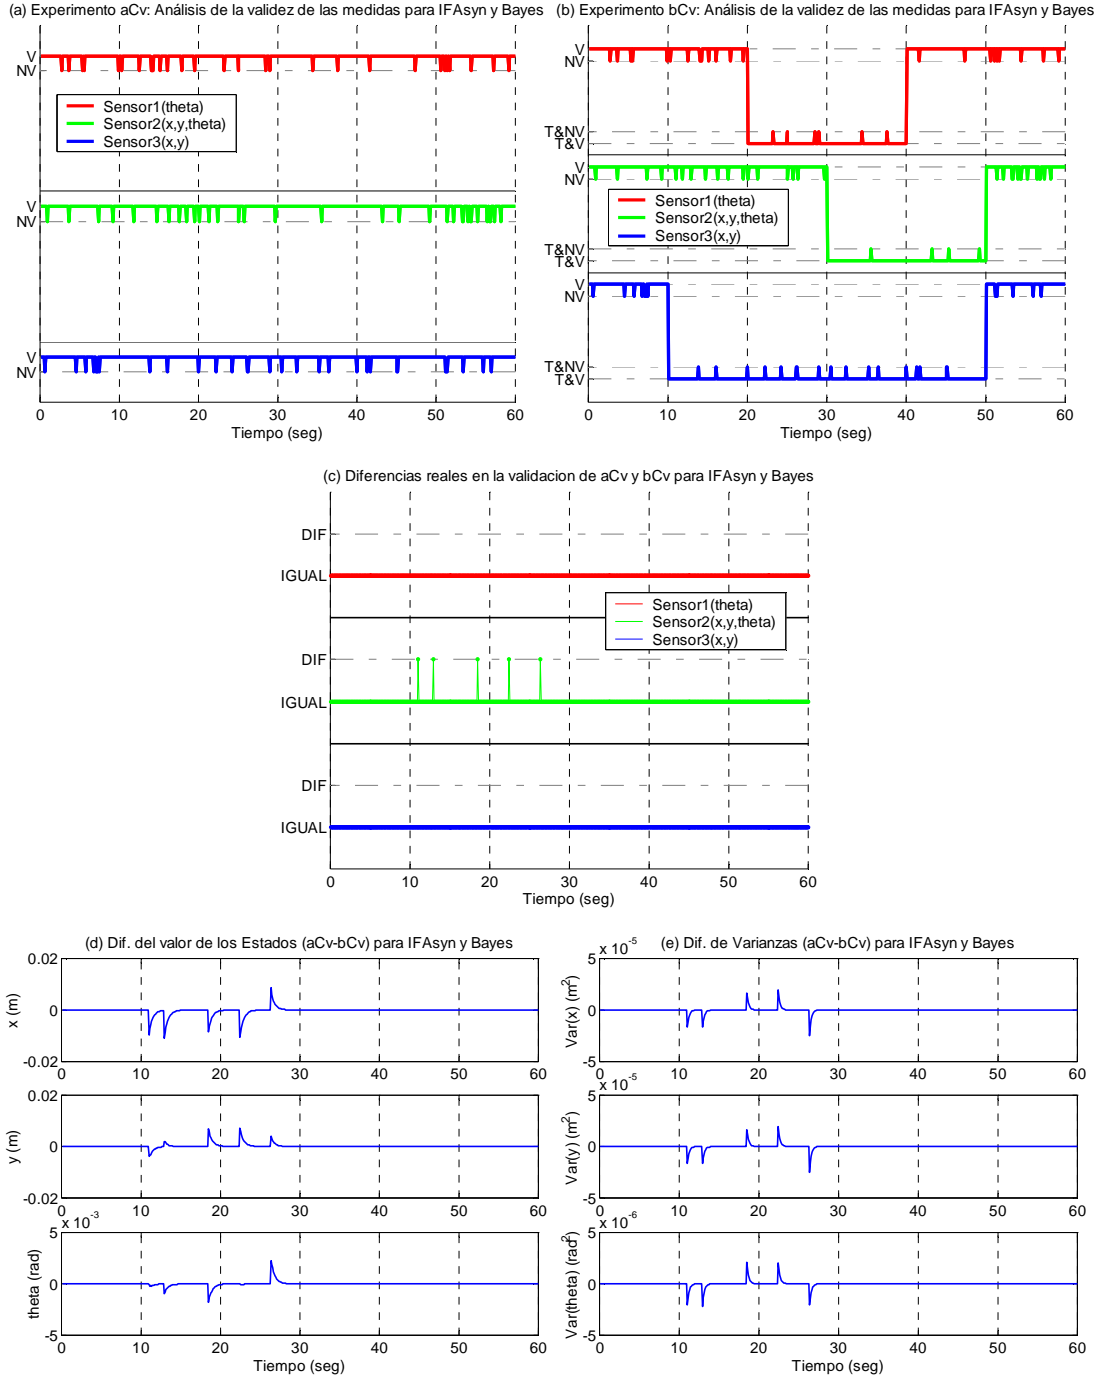 (a) Experimento aCv: Análisis de la validez de las medidas para IFAsyn y Bayes
V
NV
Sensor1(theta)
Sensor2(x,y,theta)
Sensor3(x,y)
V
NV
V
NV
0 10 20 30 40 50 60
Tiempo (seg)
(b) Experimento bCv: Análisis de la validez de las medidas para IFAsyn y Bayes
V
NV
T&NV
T&V
V
NV
Sensor1(theta)
Sensor2(x,y,theta)
Sensor3(x,y)
T&NV
T&V
V
NV
T&NV
T&V
0 10 20 30 40 50 60
Tiempo (seg)
(c) Diferencias reales en la validacion de aCv y bCv para IFAsyn y Bayes
DIF
IGUAL
Sensor1(theta)
Sensor2(x,y,theta)
Sensor3(x,y)
DIF
IGUAL
DIF
IGUAL
0 10 20 30 40 50 60
Tiempo (seg)
(d) Dif. del valor de los Estados (aCv-bCv) para IFAsyn y Bayes
0.02
0
-0.02
x (m)
0 10 20 30 40 50 60
0.02
0
-0.02
y (m)
0 10 20 30 40 50 60
x 10^-3
5
0
-5
theta (rad)
0 10 20 30 40 50 60
Tiempo (seg)
(e) Dif. de Varianzas (aCv-bCv) para IFAsyn y Bayes
x 10^-5
5
0
-5
Var(x) (m^2)
0 10 20 30 40 50 60
x 10^-5
5
0
-5
Var(y) (m^2)
0 10 20 30 40 50 60
x 10^-6
5
0
-5
Var(theta) (rad^2)
0 10 20 30 40 50 60
Tiempo (seg)